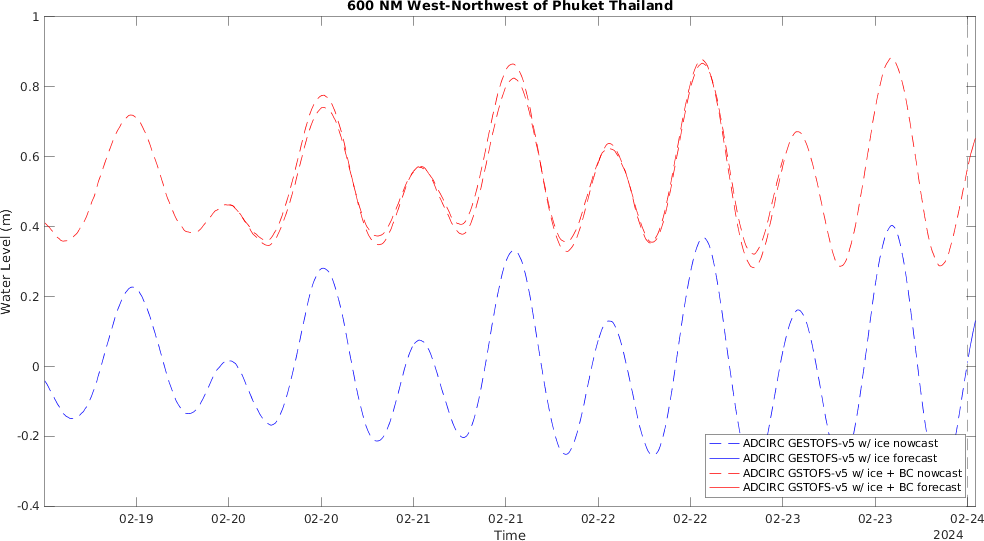 600 NM West-Northwest of Phuket Thailand
1
0.8
0.6
0.4
0.2
0
-0.2
-0.4
Water Level (m)
ADCIRC GESTOFS-v5 w/ ice nowcast
ADCIRC GESTOFS-v5 w/ ice forecast
ADCIRC GSTOFS-v5 w/ ice + BC nowcast
ADCIRC GSTOFS-v5 w/ ice + BC forecast
02-19 02-20 02-20 02-21 02-21 02-22 02-22 02-23 02-23 02-24
Time 2024